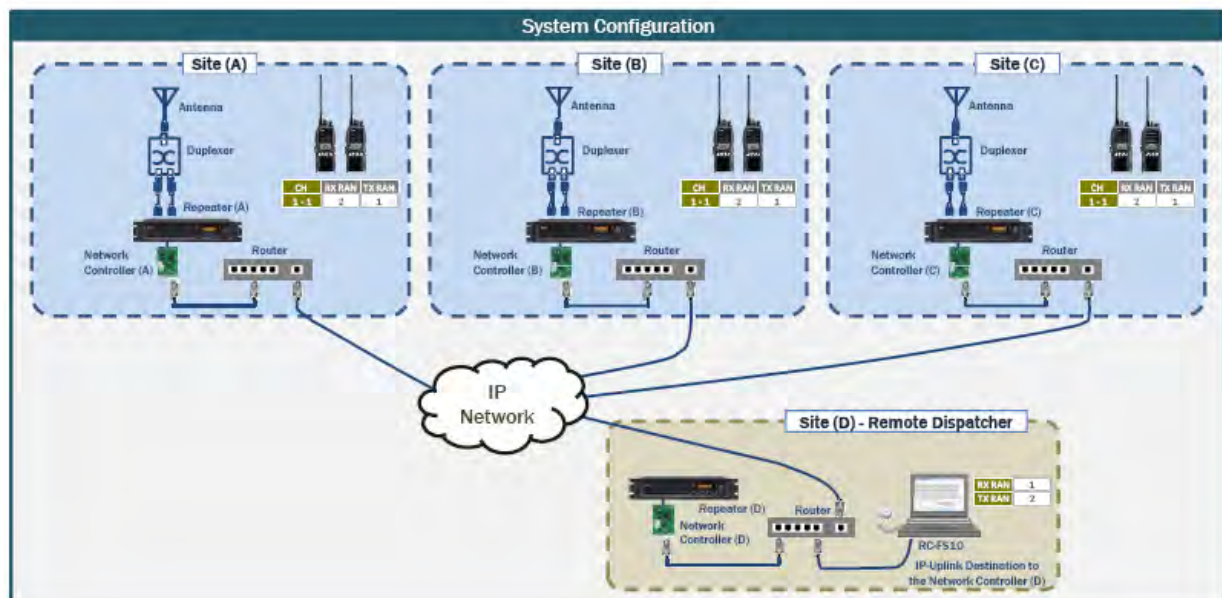 System Configuration
Site (A)
Antenna
Duplexer
CH RX RAN TX RAN
1 - 1 2 1
Repeater (A)
Network
Controller (A)
Router
Site (B)
Antenna
Duplexer
CH RX RAN TX RAN
1 - 1 2 1
Repeater (B)
Network
Controller (B)
Router
Site (C)
Antenna
Duplexer
CH RX RAN TX RAN
1 - 1 2 1
Repeater (C)
Network
Controller (C)
Router
IP
Network
Site (D) - Remote Dispatcher
Repeater (D)
Network
Controller (D)
Router
RX RAN 1
TX RAN 2
RC-FS10
IP-Uplink Destination to
the Network Controller (D)